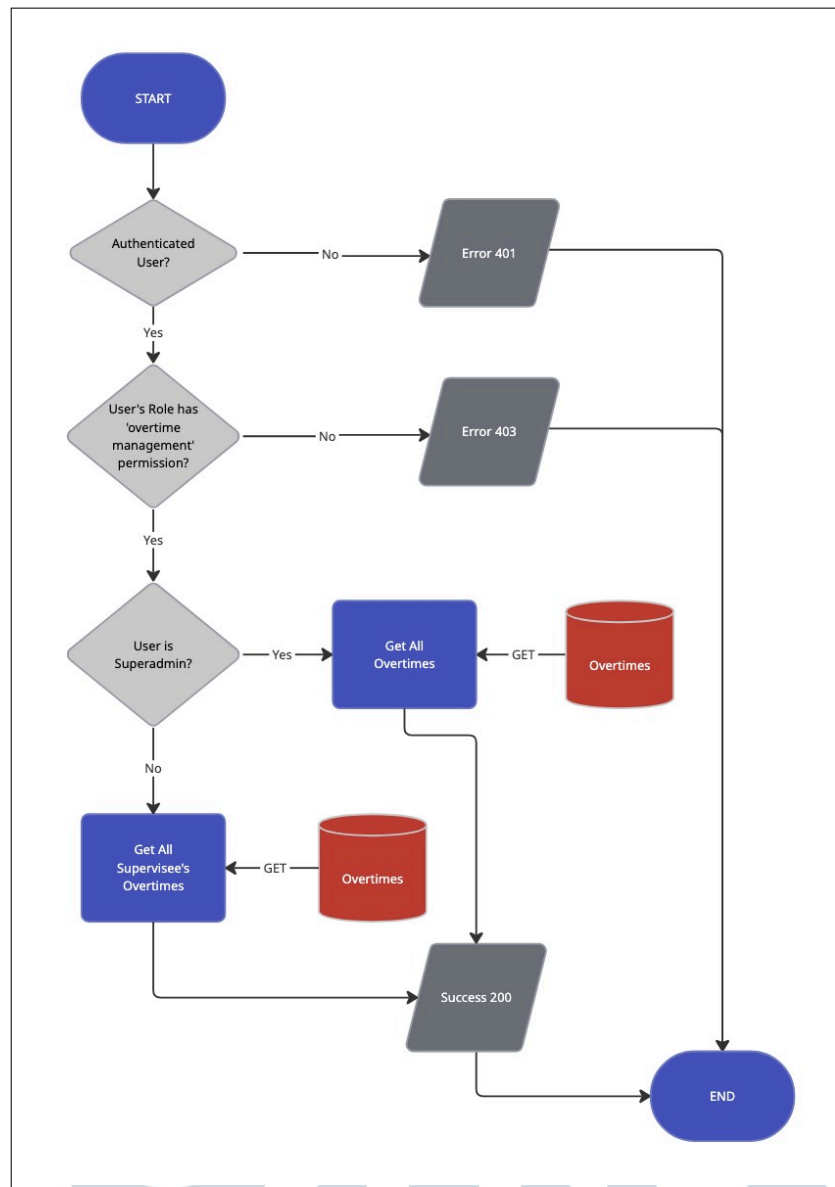 START
Authenticated
User?
No
Error 401
Yes
User's Role has
'overtime
management'
permission?
No
Error 403
Yes
User is
Superadmin?
Yes
Get All
Overtimes
GET
Overtimes
No
Get All
Supervisee's
Overtimes
GET
Overtimes
Success 200
END